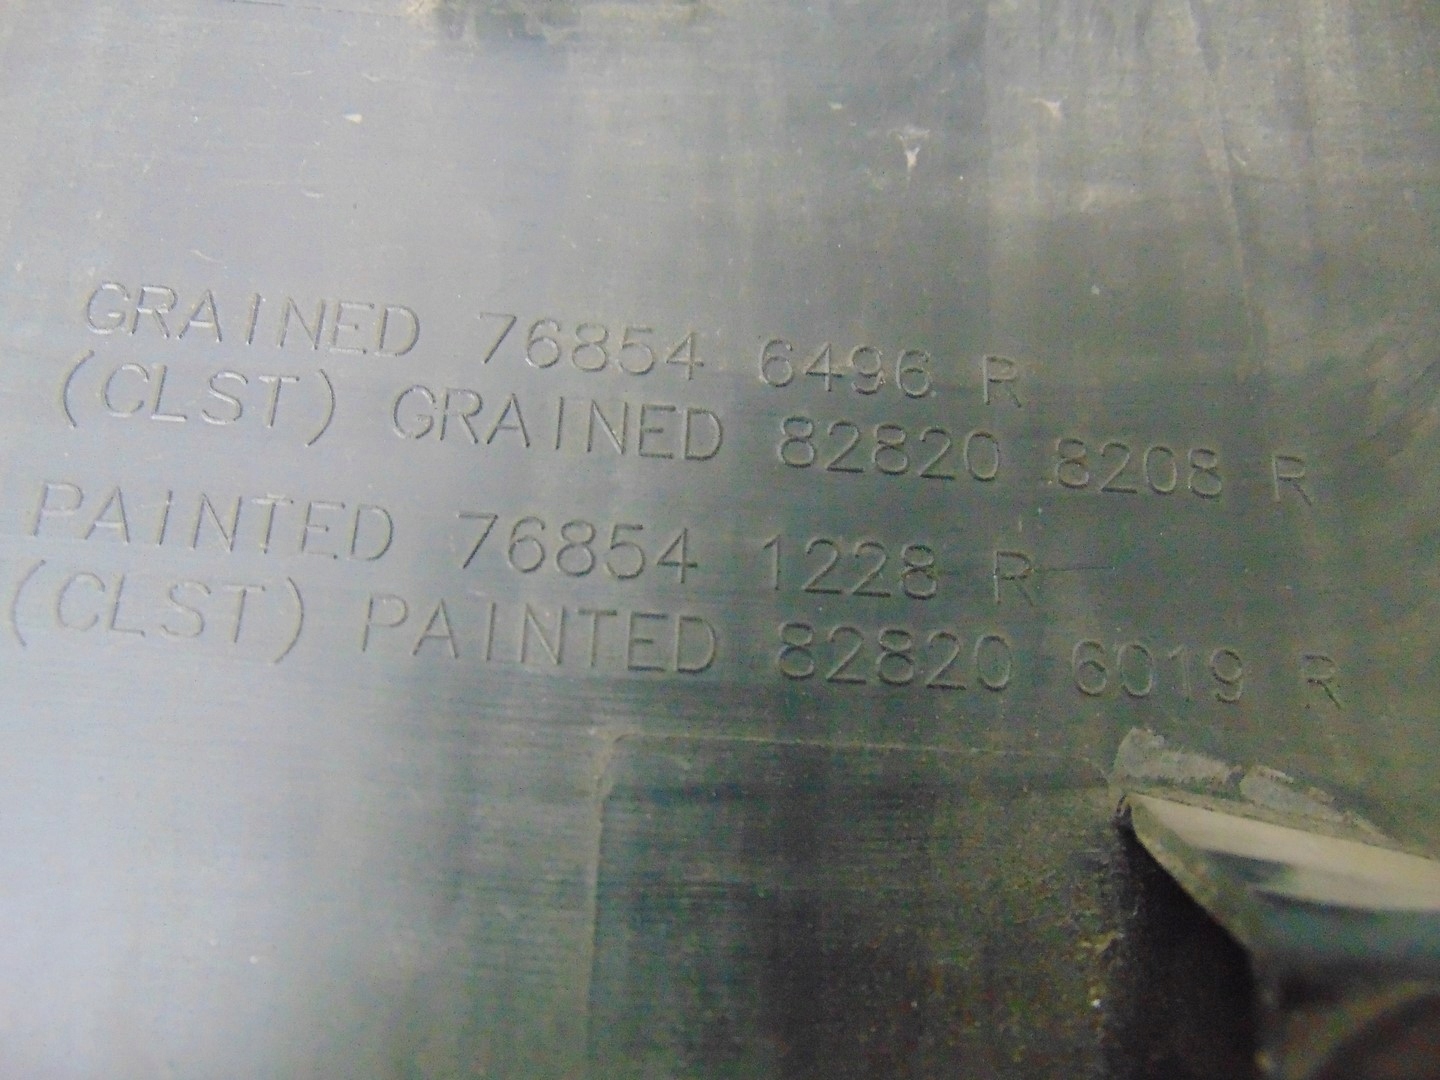 GRAINED 76854 6496 R
(CLST) GRAINED 82820 8208 R
PAINTED 76854 1228 R
(CLST) PAINTED 82820 6019 R